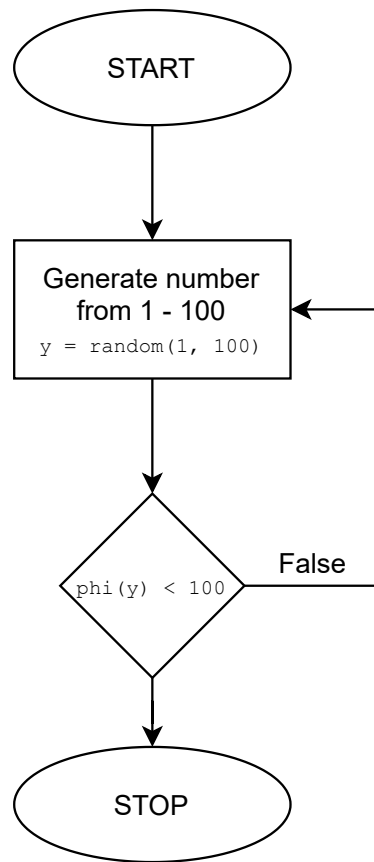 START
Generate number
from 1 - 100
y = random(1, 100)
phi(y) < 100
False
STOP